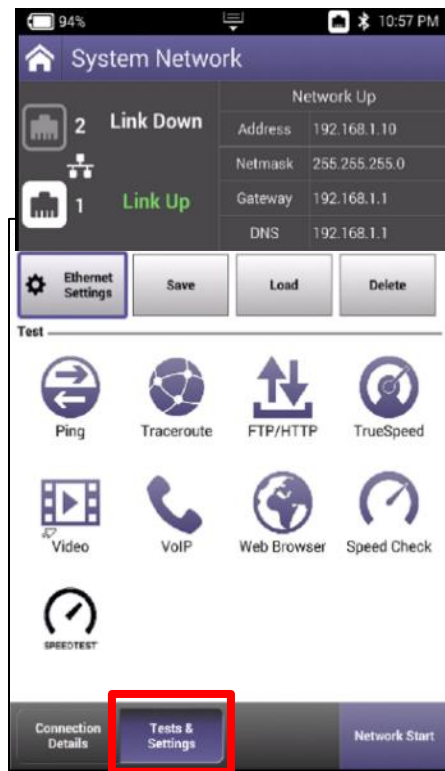 94% 10:57 PM
System Network
Network Up
2 Link Down
Address 192.168.1.10
Netmask 255.255.255.0
1 Link Up
Gateway 192.168.1.1
DNS 192.168.1.1
Ethernet
Settings
Save
Load
Delete
Test
Ping
Traceroute
FTP/HTTP
TrueSpeed
Video
VoIP
Web Browser
Speed Check
SPEEDTEST
Connection
Details
Tests &
Settings
Network Start